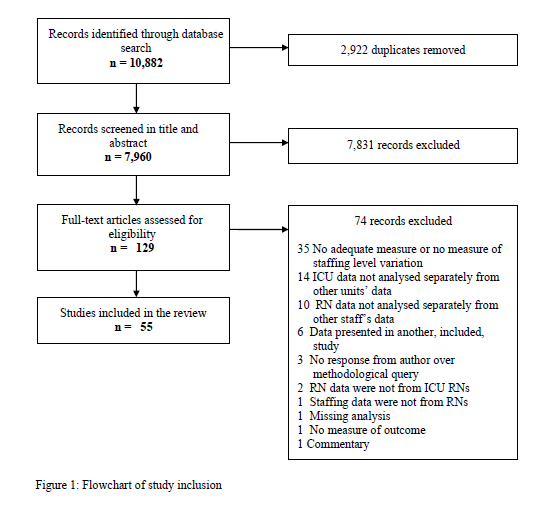 Records identified through database
search
n = 10,882
2,922 duplicates removed
Records screened in title and
abstract
n = 7,960
7,831 records excluded
Full-text articles assessed for
eligibility
n = 129
74 records excluded
35 No adequate measure or no measure of
staffing level variation
14 ICU data not analysed separately from
other units' data
10 RN data not analysed separately from
other staff's data
6 Data presented in another, included,
study
3 No response from author over
methodological query
2 RN data were not from ICU RNs
1 Staffing data were not from RNs
1 Missing analysis
1 No measure of outcome
1 Commentary
Studies included in the review
n = 55
Figure 1: Flowchart of study inclusion